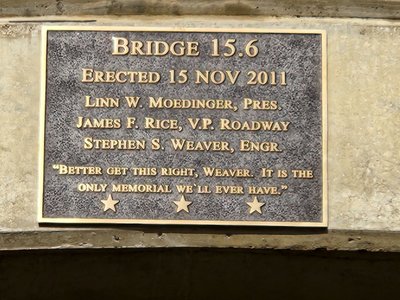 Bridge 15.6
Erected 15 Nov 2011
Linn W. Moedinger, Pres.
James F. Rice, V.P. Roadway
Stephen S. Weaver, Engr.
"Better get this right, Weaver. It is the
only memorial we'll ever have."